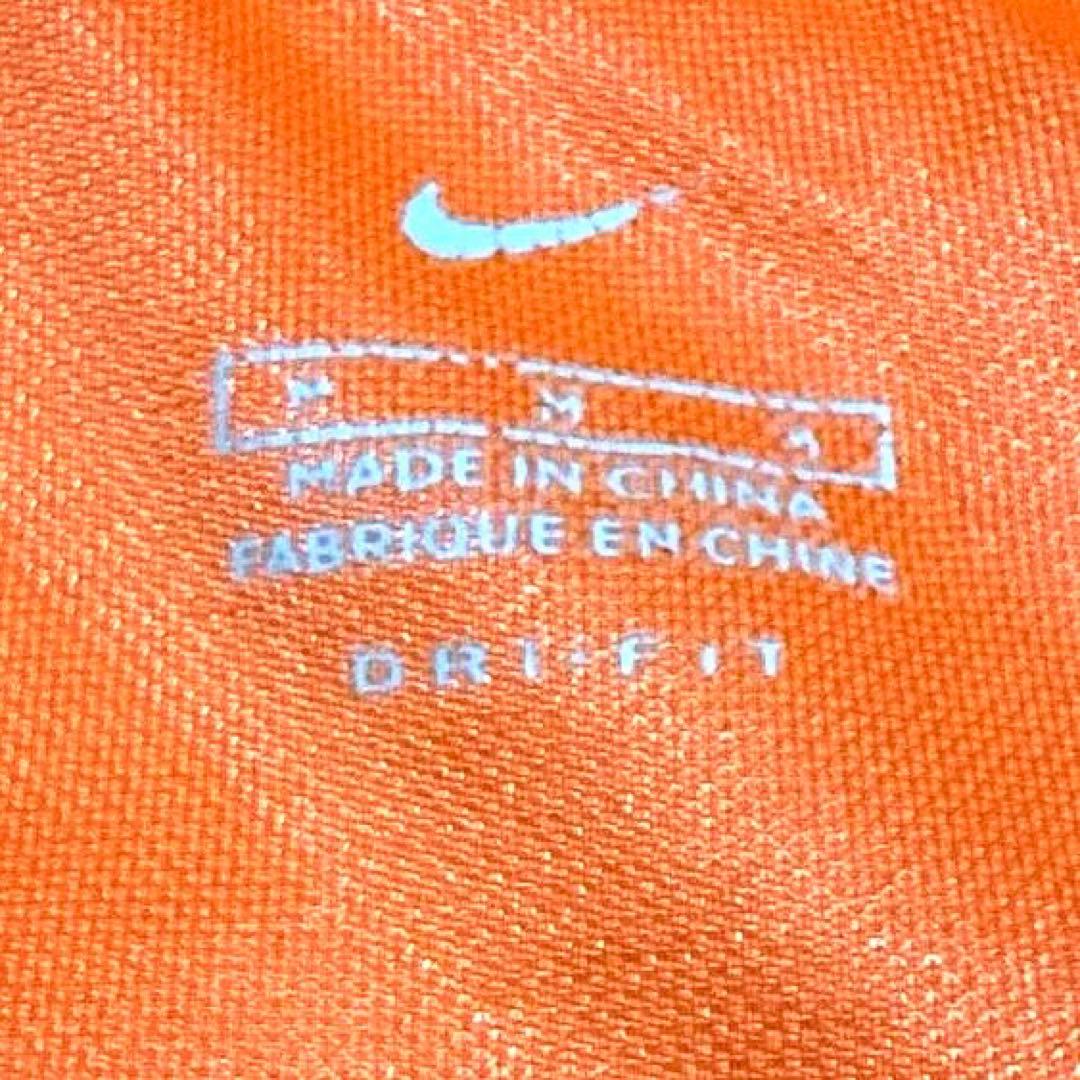 M M
MADE IN CHINA
FABRIQUE EN CHINE
DRI-FIT